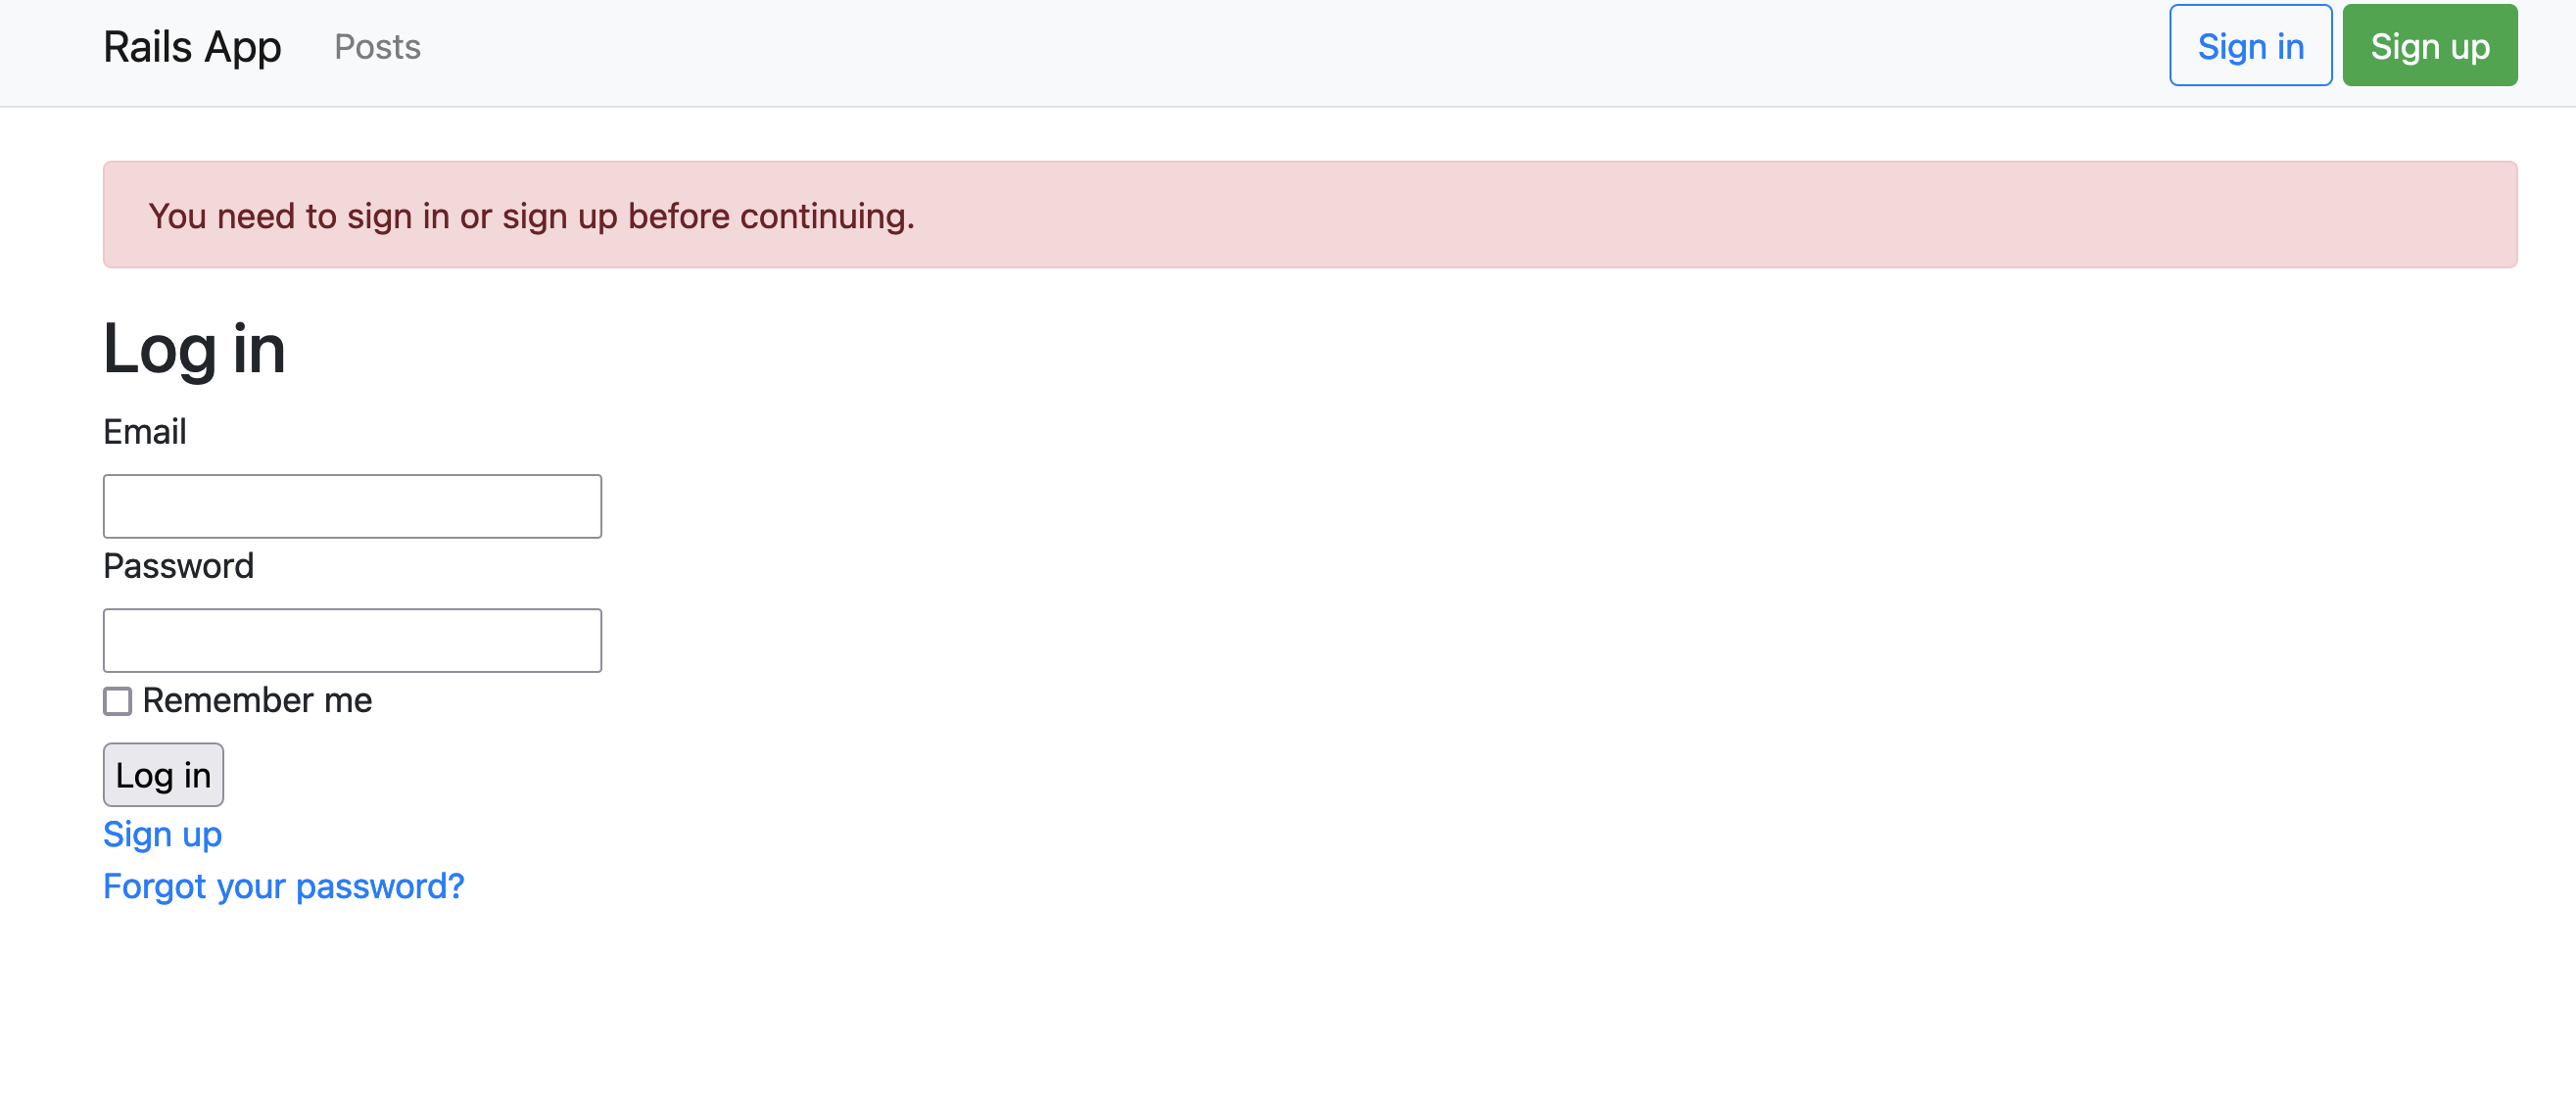 Rails App Posts Sign in Sign up
You need to sign in or sign up before continuing.
Log in
Email
Password
Remember me
Log in
Sign up
Forgot your password?